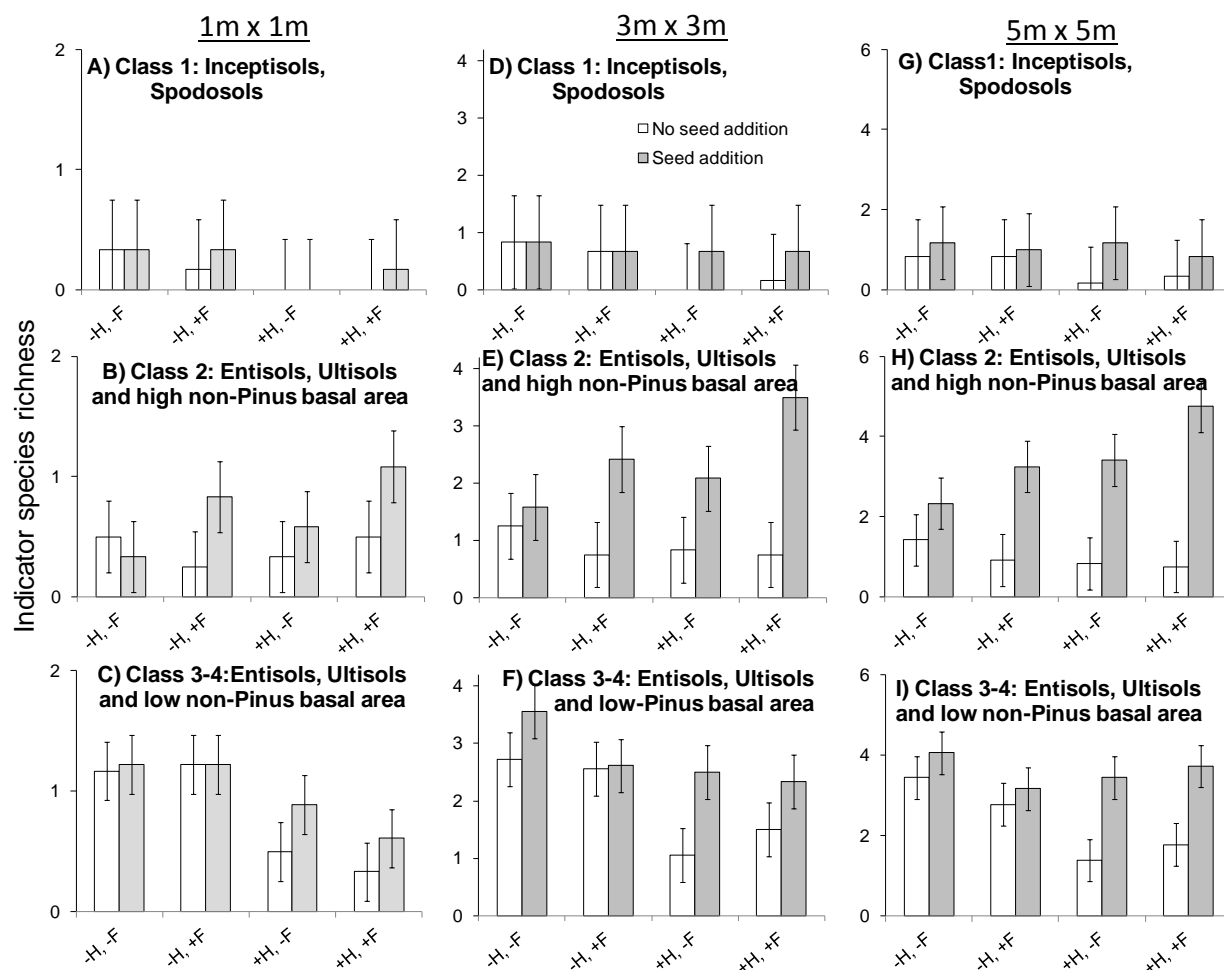 1m x 1m
3m x 3m
5m x 5m
Indicator species richness
2
1
0
A) Class 1: Inceptisols,
Spodosols
-H, -F
-H, +F
+H, -F
+H, +F
4
3
2
1
0
D) Class 1: Inceptisols,
Spodosols
No seed addition
Seed addition
-H, -F
-H, +F
+H, -F
+H, +F
6
4
2
0
G) Class1: Inceptisols,
Spodosols
-H, -F
-H, +F
+H, -F
+H, +F
2
1
0
B) Class 2: Entisols, Ultisols
and high non-Pinus basal area
-H, -F
-H, +F
+H, -F
+H, +F
4
3
2
1
0
E) Class 2: Entisols, Ultisols
and high non-Pinus basal area
-H, -F
-H, +F
+H, -F
+H, +F
6
4
2
0
H) Class 2: Entisols, Ultisols
and high non-Pinus basal area
-H, -F
-H, +F
+H, -F
+H, +F
2
1
0
C) Class 3-4:Entisols, Ultisols
and low non-Pinus basal area
-H, -F
-H, +F
+H, -F
+H, +F
4
3
2
1
0
F) Class 3-4: Entisols, Ultisols
and low-Pinus basal area
-H, -F
-H, +F
+H, -F
+H, +F
6
4
2
0
I) Class 3-4: Entisols, Ultisols
and low non-Pinus basal area
-H, -F
-H, +F
+H, -F
+H, +F